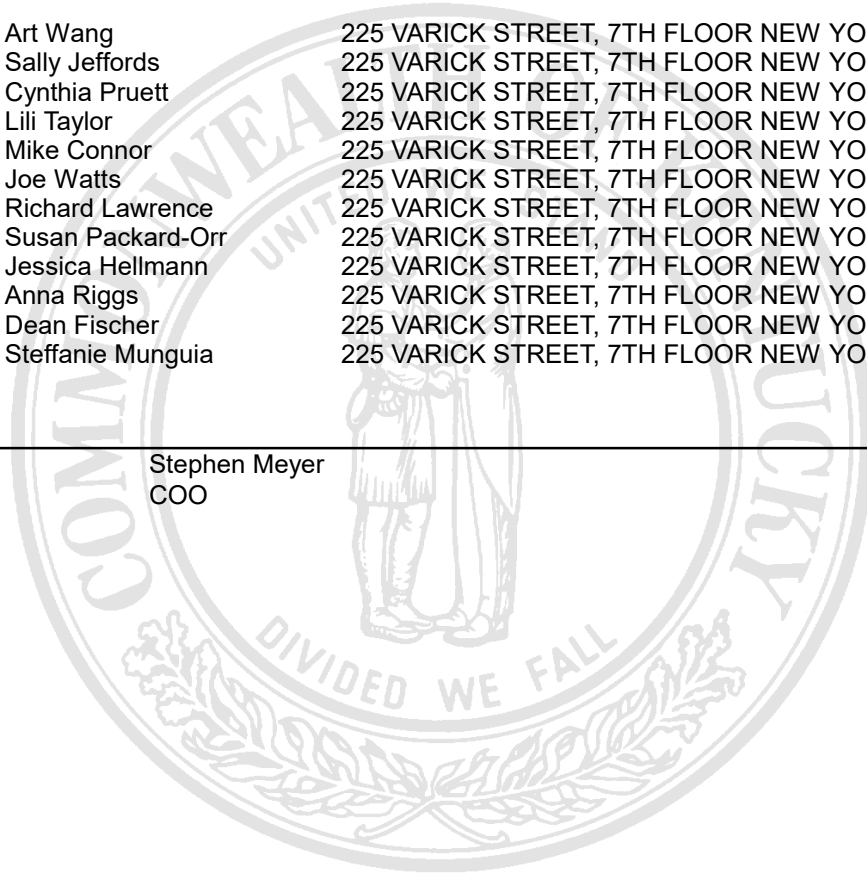 Art Wang 225 VARICK STREET, 7TH FLOOR NEW YO
Sally Jeffords 225 VARICK STREET, 7TH FLOOR NEW YO
Cynthia Pruett 225 VARICK STREET, 7TH FLOOR NEW YO
Lili Taylor 225 VARICK STREET, 7TH FLOOR NEW YO
Mike Connor 225 VARICK STREET, 7TH FLOOR NEW YO
Joe Watts 225 VARICK STREET, 7TH FLOOR NEW YO
Richard Lawrence 225 VARICK STREET, 7TH FLOOR NEW YO
Susan Packard-Orr 225 VARICK STREET, 7TH FLOOR NEW YO
Jessica Hellmann 225 VARICK STREET, 7TH FLOOR NEW YO
Anna Riggs 225 VARICK STREET, 7TH FLOOR NEW YO
Dean Fischer 225 VARICK STREET, 7TH FLOOR NEW YO
Steffanie Munguia 225 VARICK STREET, 7TH FLOOR NEW YO
Stephen Meyer
COO
COMMONWEALTH OF KENTUCKY
UNITED
DIVIDED WE FALL